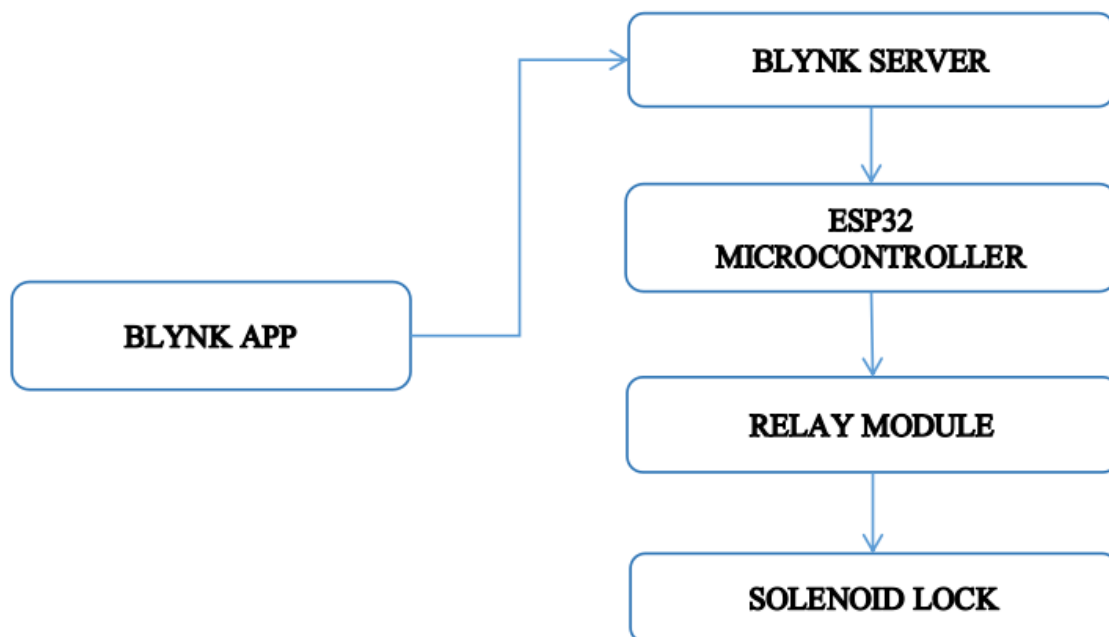 BLYNK SERVER
ESP32
MICROCONTROLLER
BLYNK APP
RELAY MODULE
SOLENOID LOCK